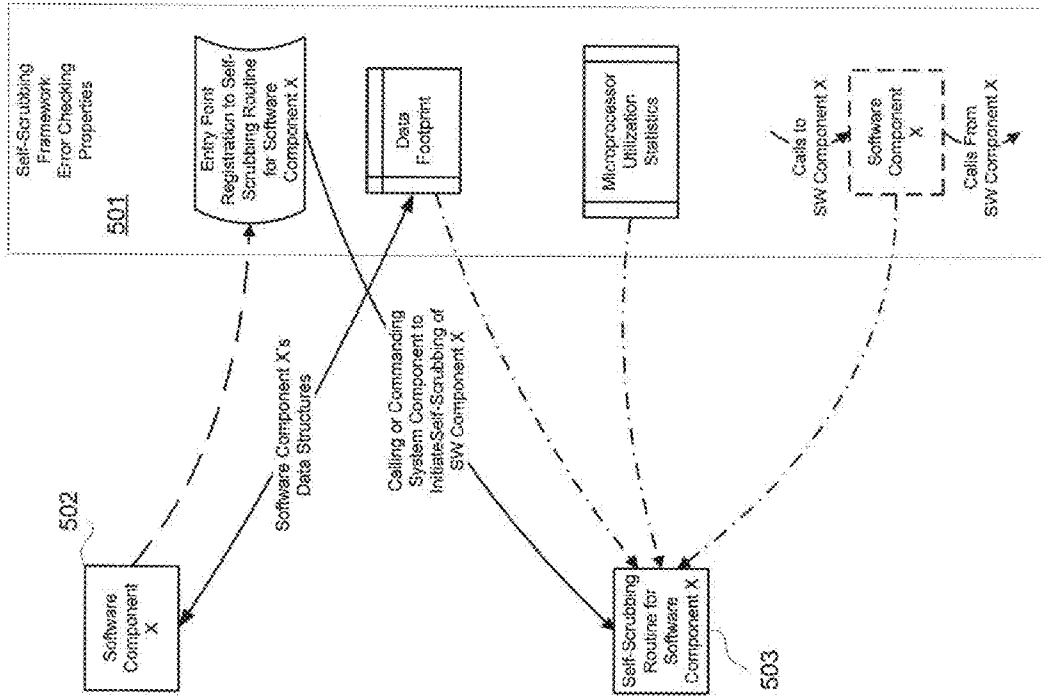 Self-Scrubbing
Framework
Error Checking
Properties
501
Entry Point
Registration to Self-
Scrubbing Routine
for Software
Component X
Data
Footprint
Microprocessor
Utilization
Statistics
Calls to
SW Component X
Software
Component
X
Calls From
SW Component X
Software Component X's
Data Structures
Calling or Commanding
System Component to
InitiateSelf-Scrubbing of
SW Component X
502
Software
Component
X
Self-Scrubbing
Routine for
Software
Component X
503